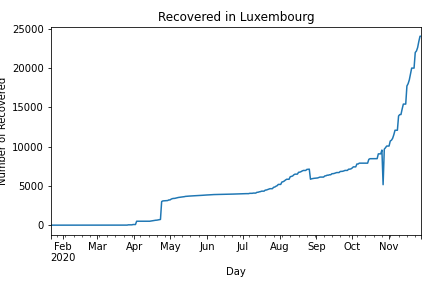 Recovered in Luxembourg
Number of Recovered
25000
20000
15000
10000
5000
0
Feb Mar Apr May Jun Jul Aug Sep Oct Nov
2020
Day